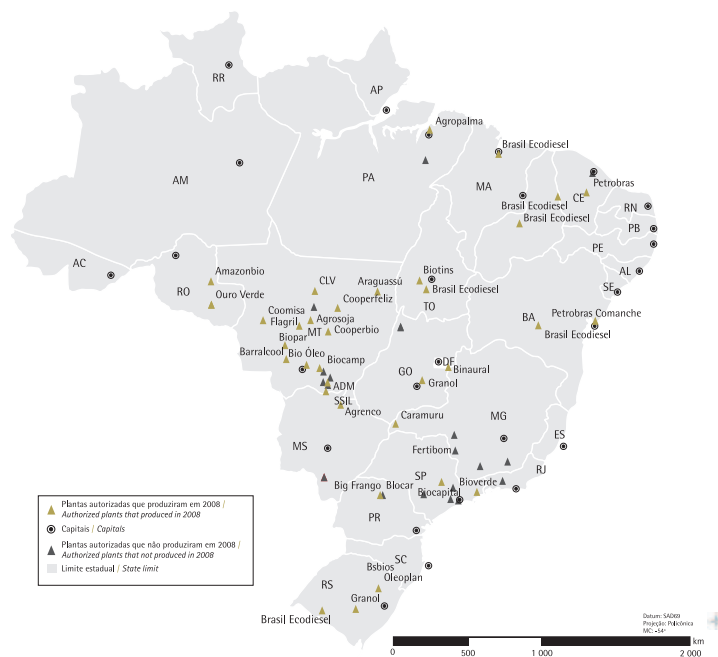 RR
AP
Agropalma
Brasil Ecodiesel
AM
PA
MA
CE
Petrobras
Brasil Ecodiesel
RN
Brasil Ecodiesel
PB
PE
AC
AL
SE
RO
Amazonbio
Ouro Verde
CLV
Araguassú
Biotins
Brasil Ecodiesel
TO
Cooperfeliz
Coomisa
Agrosoja
Flagril
MT
Cooperbio
BA
Petrobras Comanche
Brasil Ecodiesel
Biopar
Barralcool
Bio Óleo
Biocamp
GO
DF
Binaural
Granol
ADM
SSIL
Agrenco
Caramuru
MG
ES
MS
Fertibom
RJ
SP
Big Frango
Blocar
Bioverde
Biocapital
PR
SC
Bsbios
Oleoplan
RS
Granol
Brasil Ecodiesel
Plantas autorizadas que produziram em 2008 /
Authorized plants that produced in 2008
Capitais / Capitals
Plantas autorizadas que não produziram em 2008 /
Authorized plants that not produced in 2008
Limite estadual / State limit
Datum: SAD69
Projeção: Policônica
MC: -54º
km
0 500 1 000 2 000